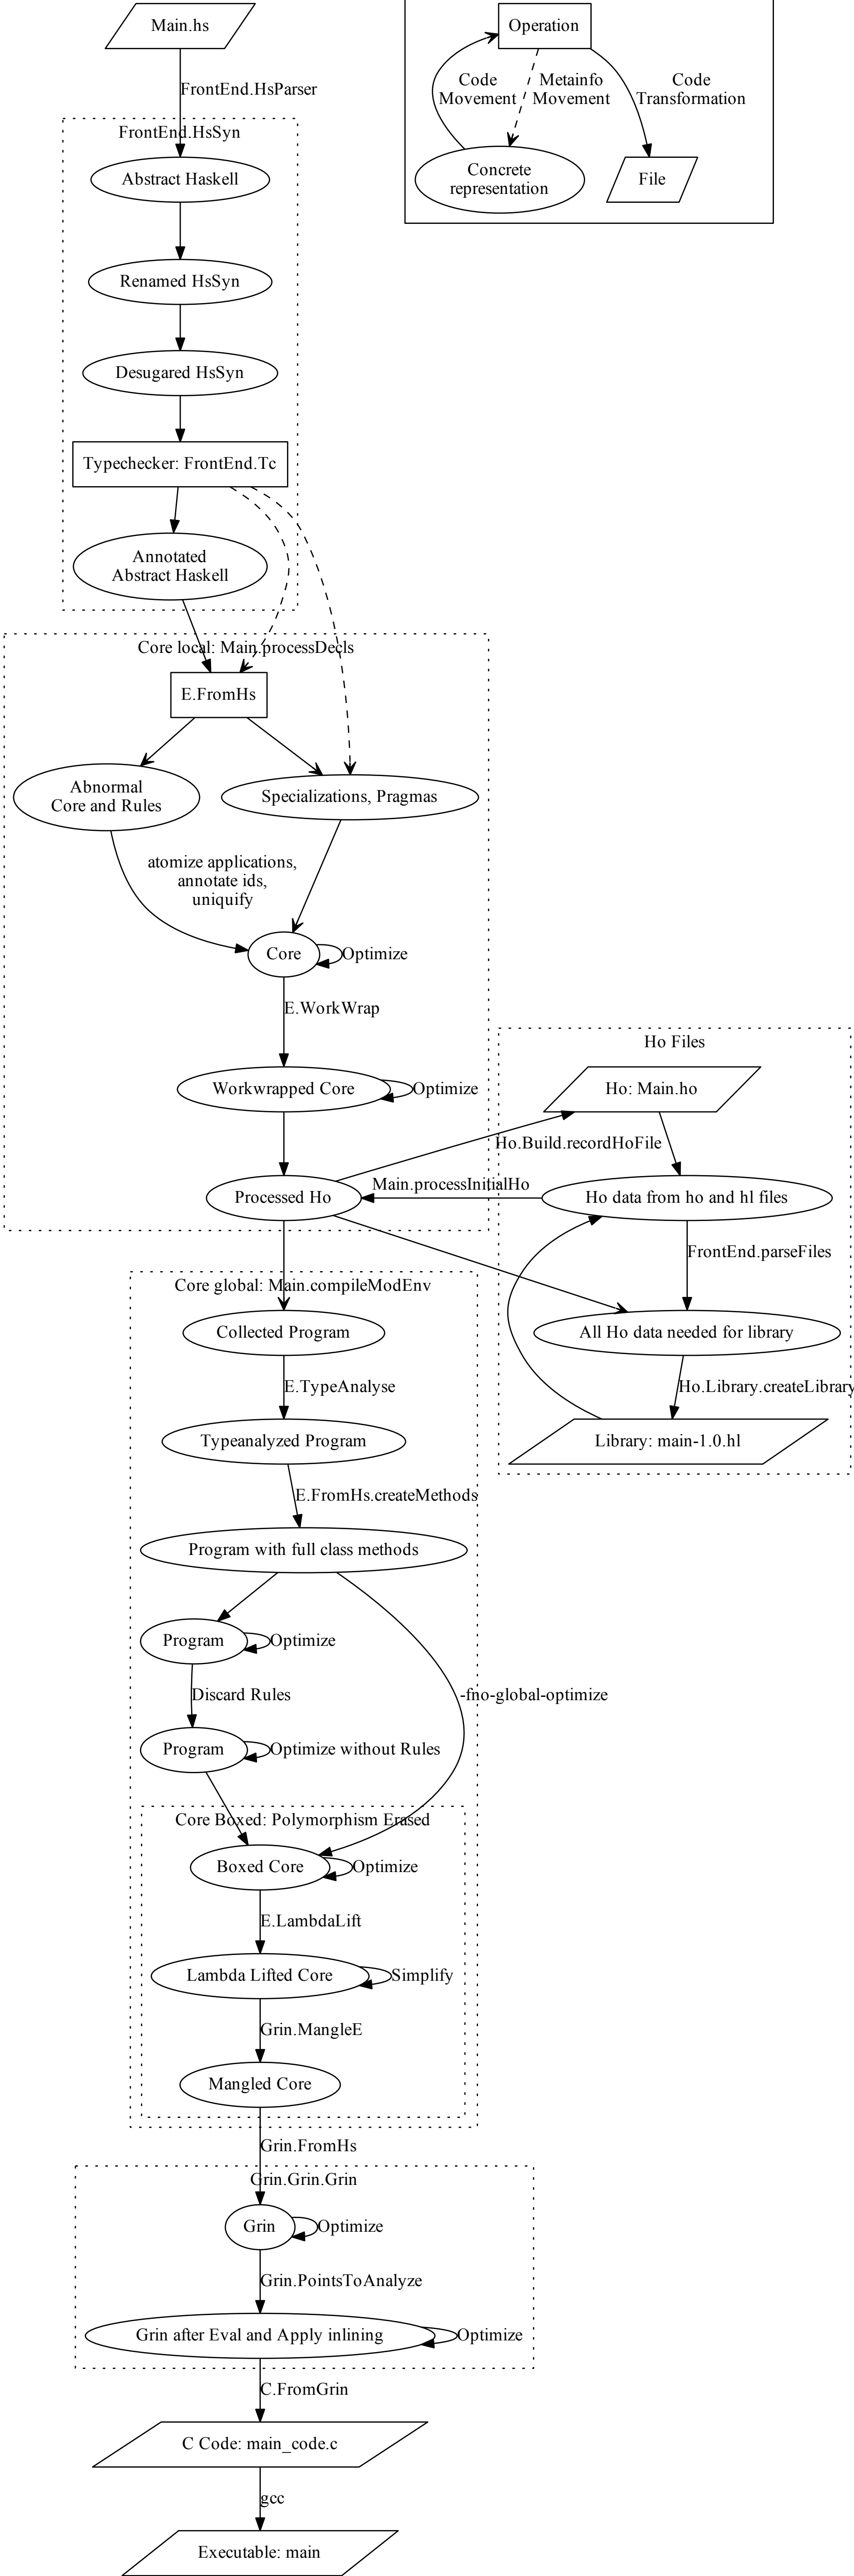 Main.hs
Operation
FrontEnd.HsParser
Code
Movement
Metainfo
Movement
Code
Transformation
FrontEnd.HsSyn
Abstract Haskell
Concrete
representation
File
Renamed HsSyn
Desugared HsSyn
Typechecker: FrontEnd.Tc
Annotated
Abstract Haskell
Core local: Main.processDecls
E.FromHs
Abnormal
Core and Rules
Specializations, Pragmas
atomize applications,
annotate ids,
uniquify
Core
Optimize
E.WorkWrap
Ho Files
Workwrapped Core
Optimize
Ho: Main.ho
Ho.Build.recordHoFile
Main.processInitialHo
Processed Ho
Ho data from ho and hl files
FrontEnd.parseFiles
Core global: Main.compileModEnv
Collected Program
All Ho data needed for library
E.TypeAnalyse
Ho.Library.createLibrary
Typeanalyzed Program
Library: main-1.0.hl
E.FromHs.createMethods
Program with full class methods
Program
Optimize
Discard Rules
-fno-global-optimize
Program
Optimize without Rules
Core Boxed: Polymorphism Erased
Boxed Core
Optimize
E.LambdaLift
Lambda Lifted Core
Simplify
Grin.MangleE
Mangled Core
Grin.FromHs
Grin.Grin.Grin
Grin
Optimize
Grin.PointsToAnalyze
Grin after Eval and Apply inlining
Optimize
C.FromGrin
C Code: main_code.c
gcc
Executable: main